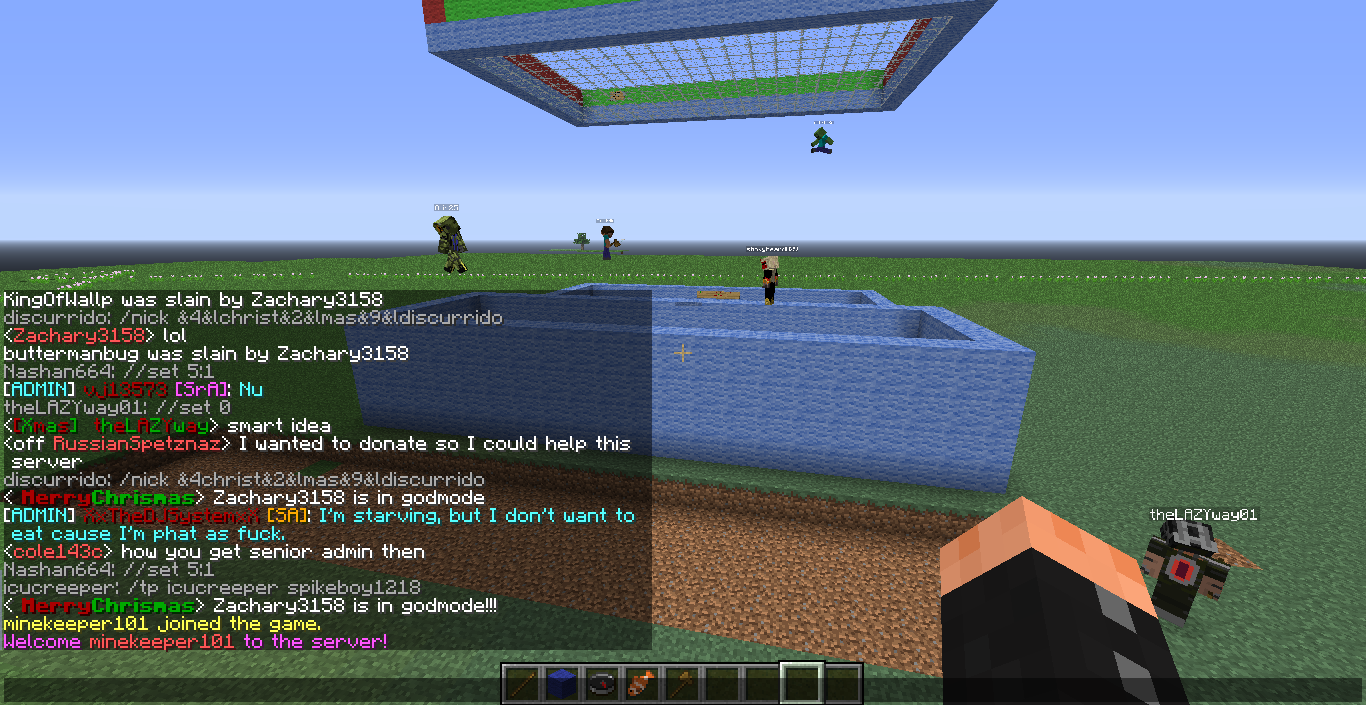 KingOfWallp was slain by Zachary3158
discurrido: /nick &4&lchrist&2&lmas&9&ldiscurrido
<Zachary3158> lol
buttermanbug was slain by Zachary3158
Nashan664: //set 5:1
[ADMIN] vj13573 [SrA]: Nu
theLAZYway01: //set 0
<[Xmas] theLAZYway> smart idea
<off RussianSpetznaz> I wanted to donate so I could help this
server
discurrido: /nick &4christ&2&lmas&9&ldiscurrido
< MerryChrismas> Zachary3158 is in godmode
[ADMIN] XxTheDJSystemxX [SA]: I'm starving, but I don't want to
eat cause I'm phat as fuck.
<cole143c> how you get senior admin then
Nashan664: //set 5:1
icucreeper: /tp icucreeper spikeboy1218
< MerryChrismas> Zachary3158 is in godmode!!!
minekeeper101 joined the game.
Welcome minekeeper101 to the server!
theLAZYway01